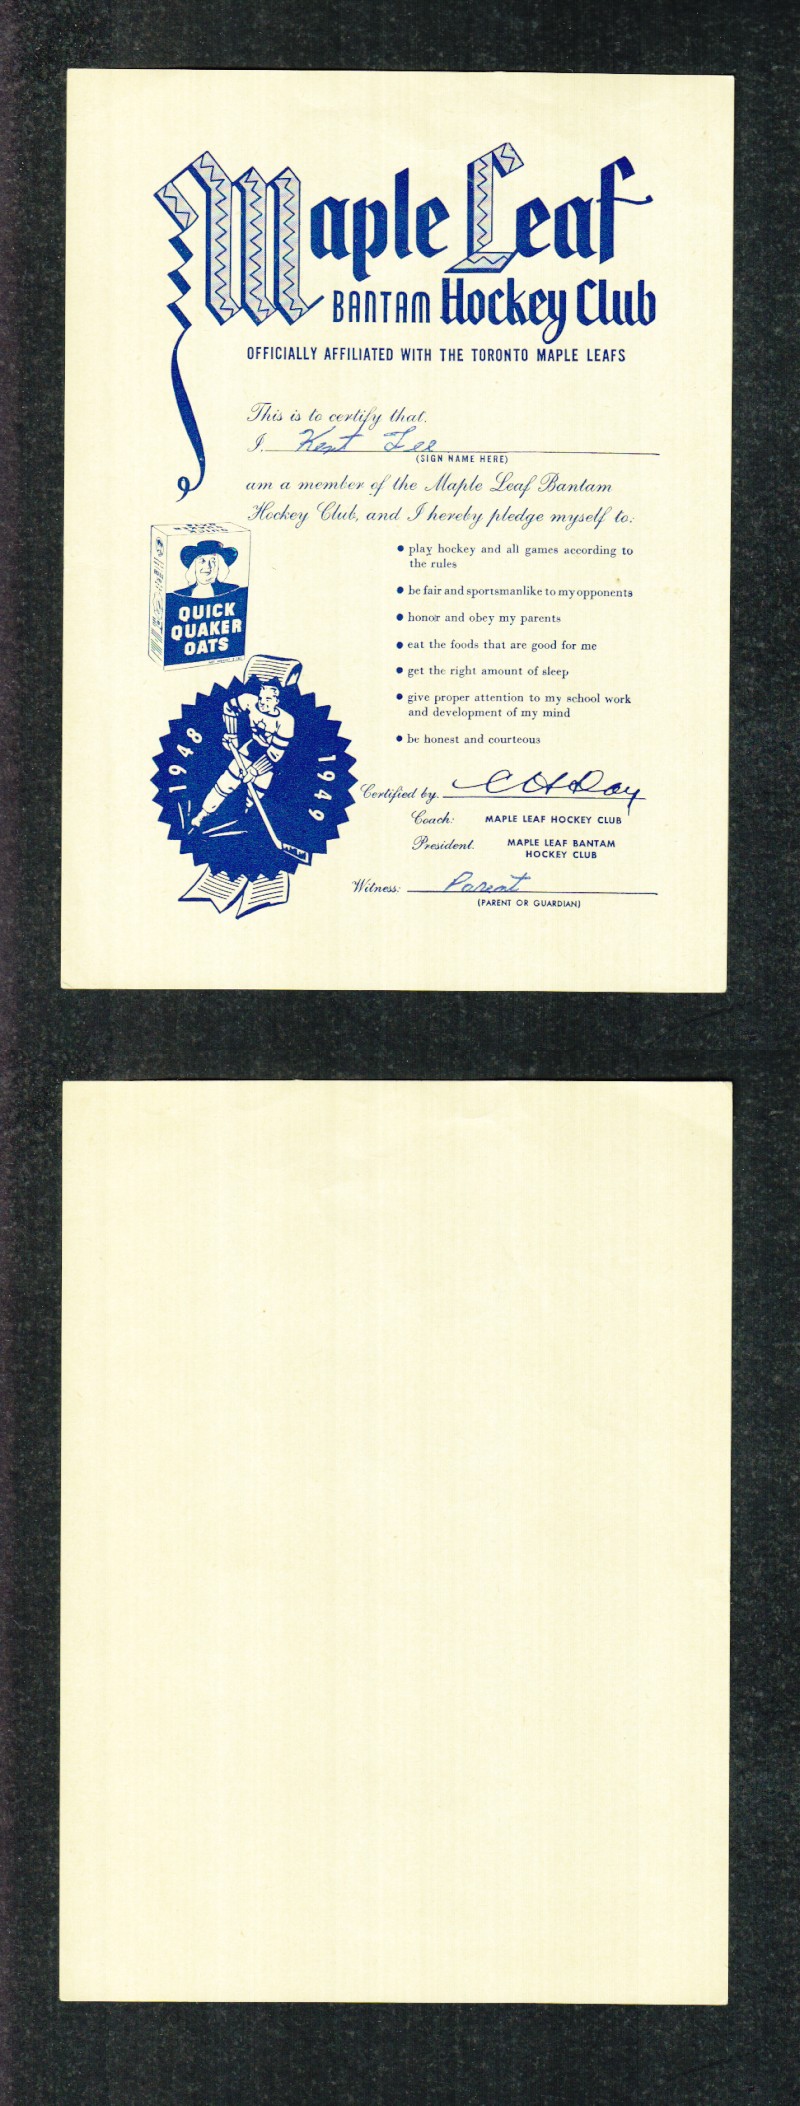 Maple Leaf
BANTAM Hockey Club
OFFICIALLY AFFILIATED WITH THE TORONTO MAPLE LEAFS
This is to certify that.
I. Kent Lee
(SIGN NAME HERE)
am a member of the Maple Leaf Bantam
Hockey Club, and I hereby pledge myself to:
• play hockey and all games according to
the rules
• be fair and sportsmanlike to my opponents
• honor and obey my parents
• eat the foods that are good for me
• get the right amount of sleep
• give proper attention to my school work
and development of my mind
• be honest and courteous
QUICK
QUAKER
OATS
1948
1949
Certified by. C H Day
Coach: MAPLE LEAF HOCKEY CLUB
President. MAPLE LEAF BANTAM
HOCKEY CLUB
Witness: Parent
(PARENT OR GUARDIAN)